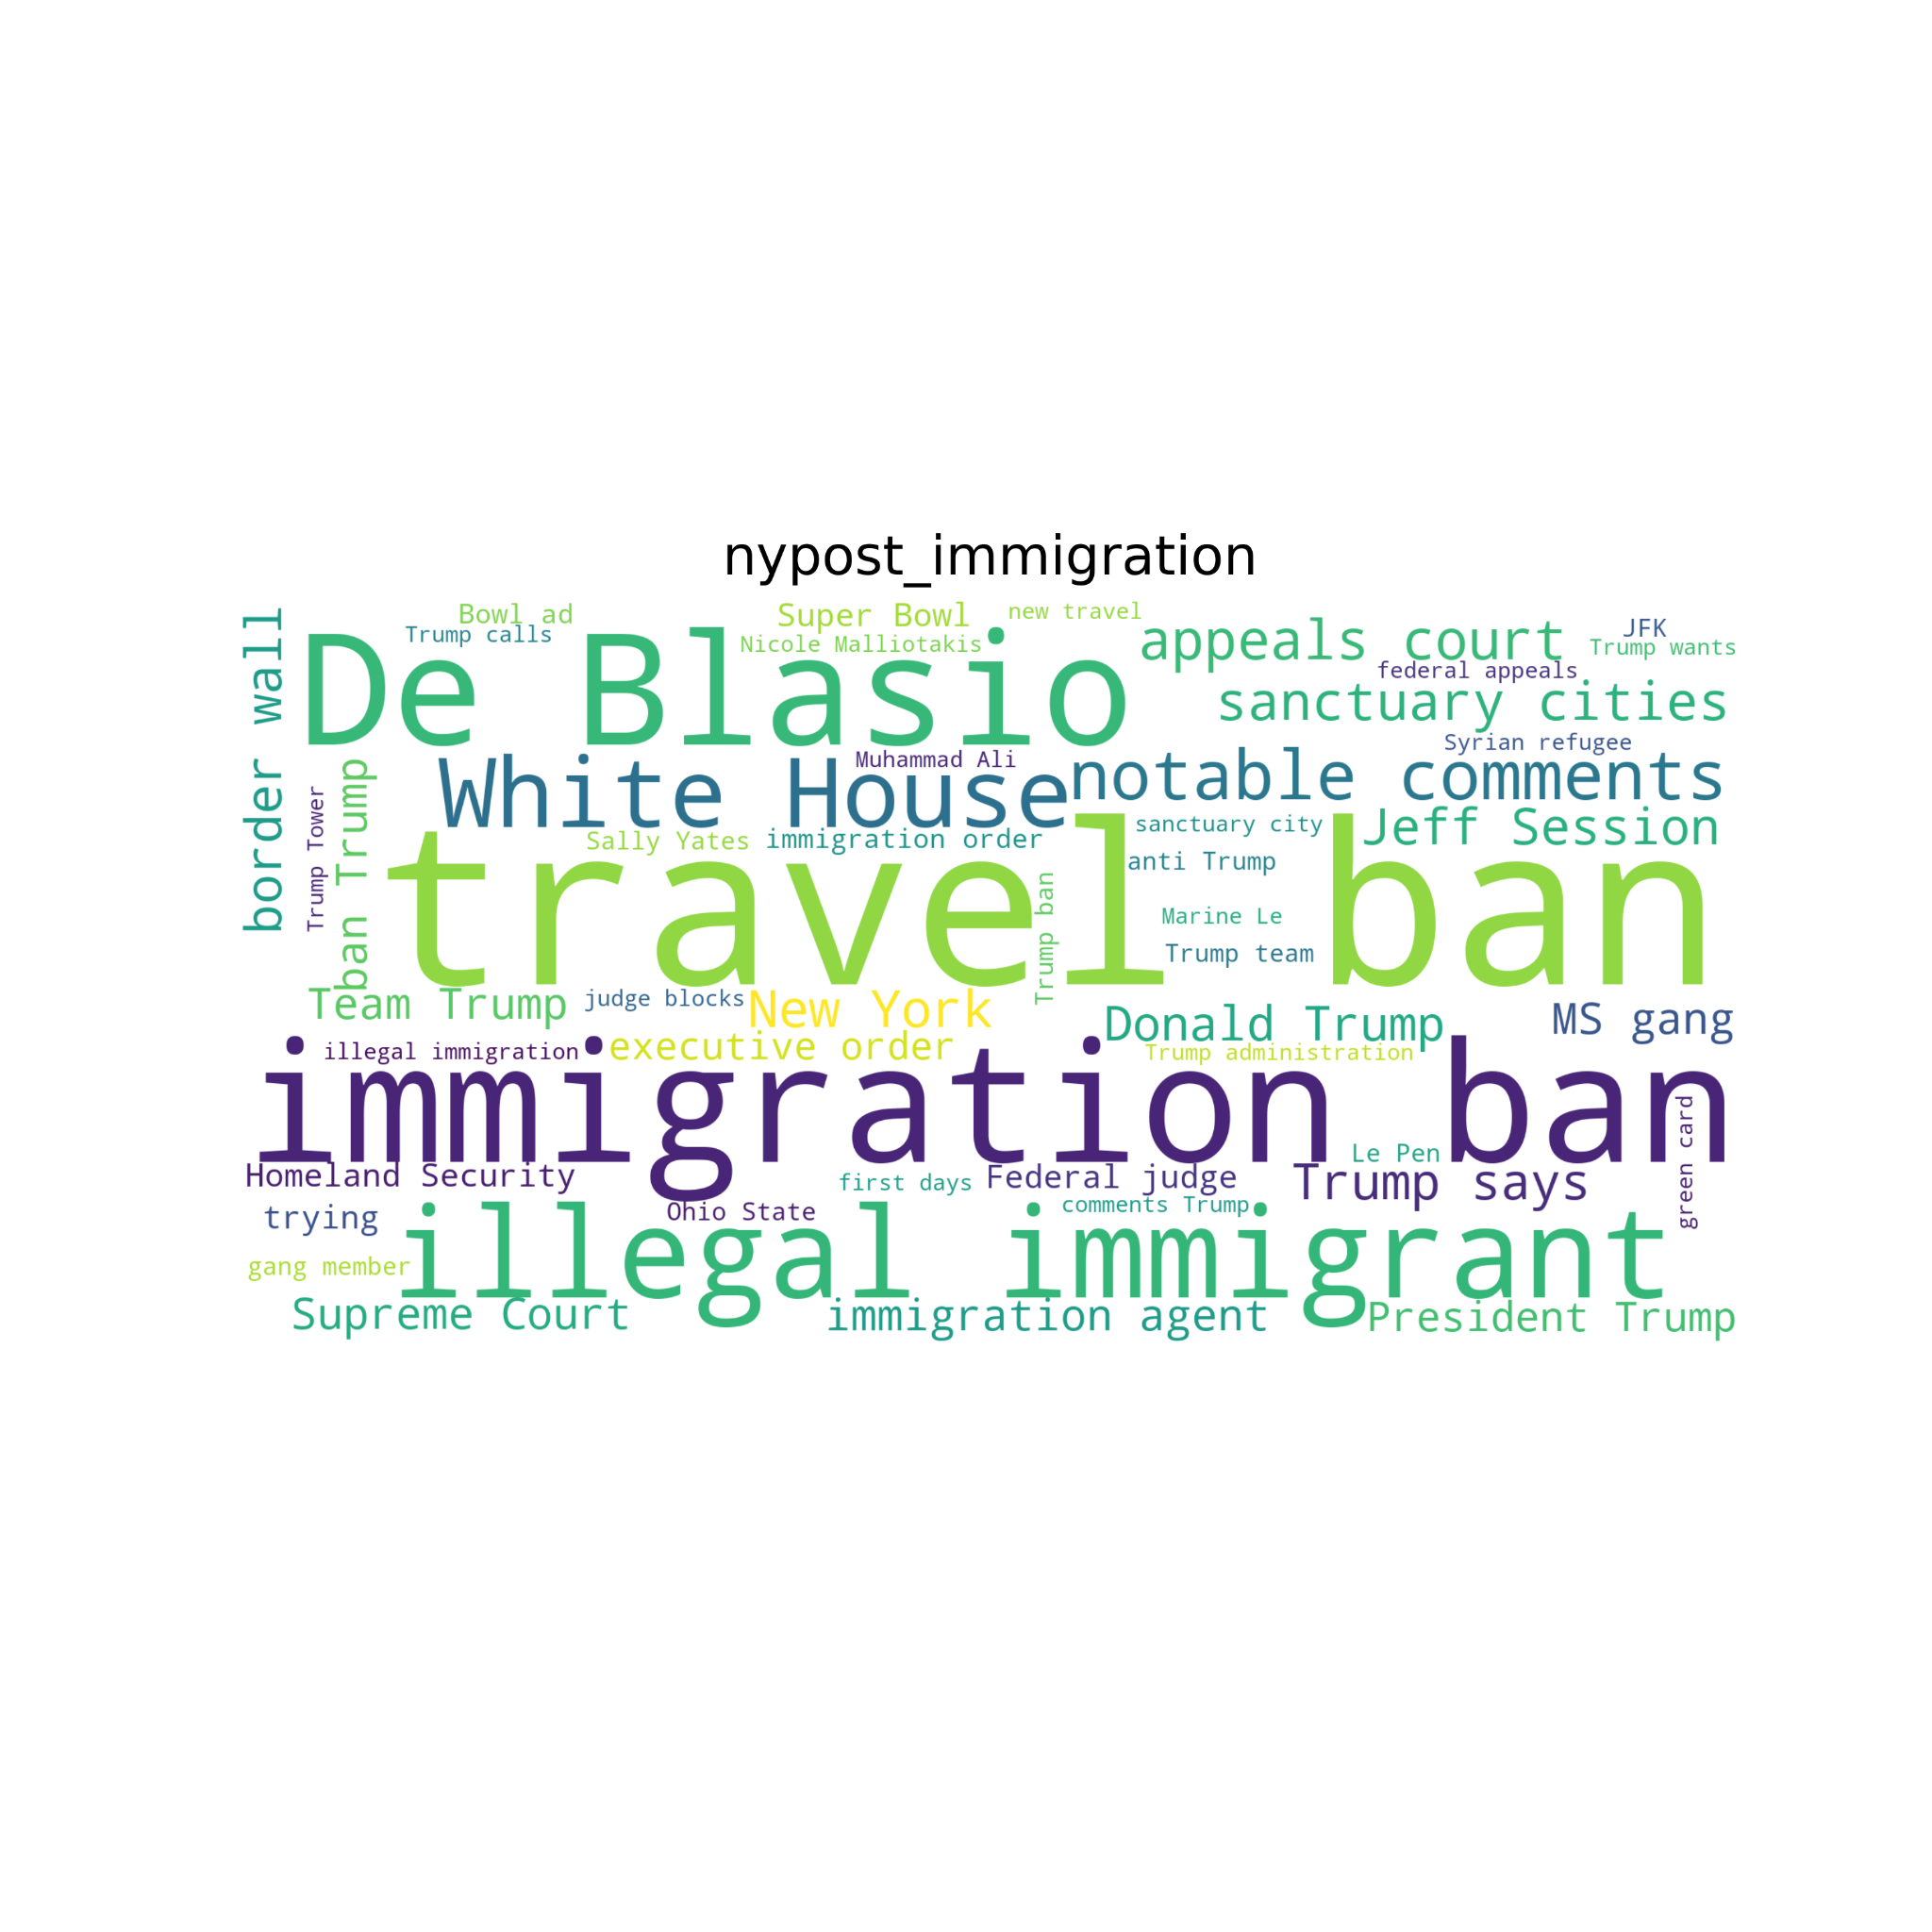 nypost_immigration
Bowl ad
Super Bowl
new travel
Trump calls
Nicole Malliotakis
De Blasio
appeals court
JFK
Trump wants
federal appeals
sanctuary cities
border wall
Syrian refugee
Muhammad Ali
White House
notable comments
Trump Tower
ban Trump
Sally Yates
immigration order
sanctuary city
Jeff Session
anti Trump
travel ban
Trump ban
Marine Le
Trump team
Team Trump
judge blocks
New York
Donald Trump
MS gang
illegal immigration
executive order
Trump administration
immigration ban
green card
Le Pen
Homeland Security
first days
Federal judge
Trump says
trying
Ohio State
comments Trump
illegal immigrant
gang member
Supreme Court
immigration agent
President Trump